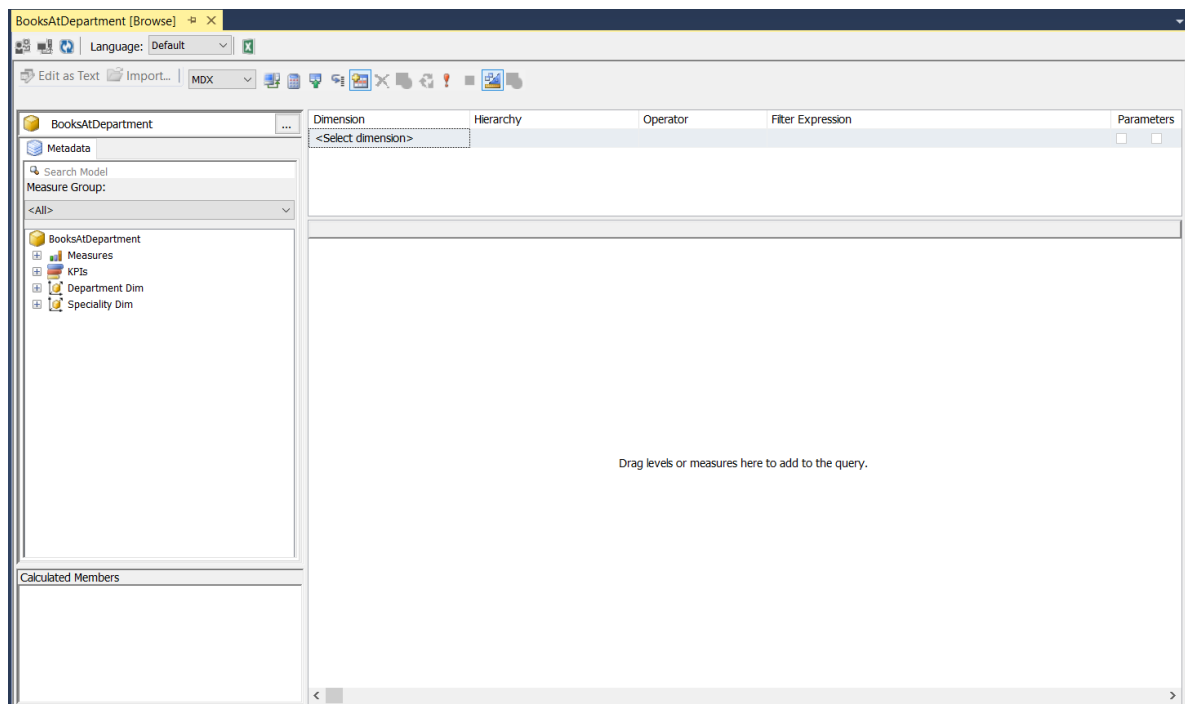 BooksAtDepartment [Browse]
Language: Default
Edit as Text Import... MDX
BooksAtDepartment ...
Metadata
Search Model
Measure Group:
<All>
BooksAtDepartment
Measures
KPIs
Department Dim
Speciality Dim
Calculated Members
Dimension Hierarchy Operator Filter Expression Parameters
<Select dimension>
Drag levels or measures here to add to the query.